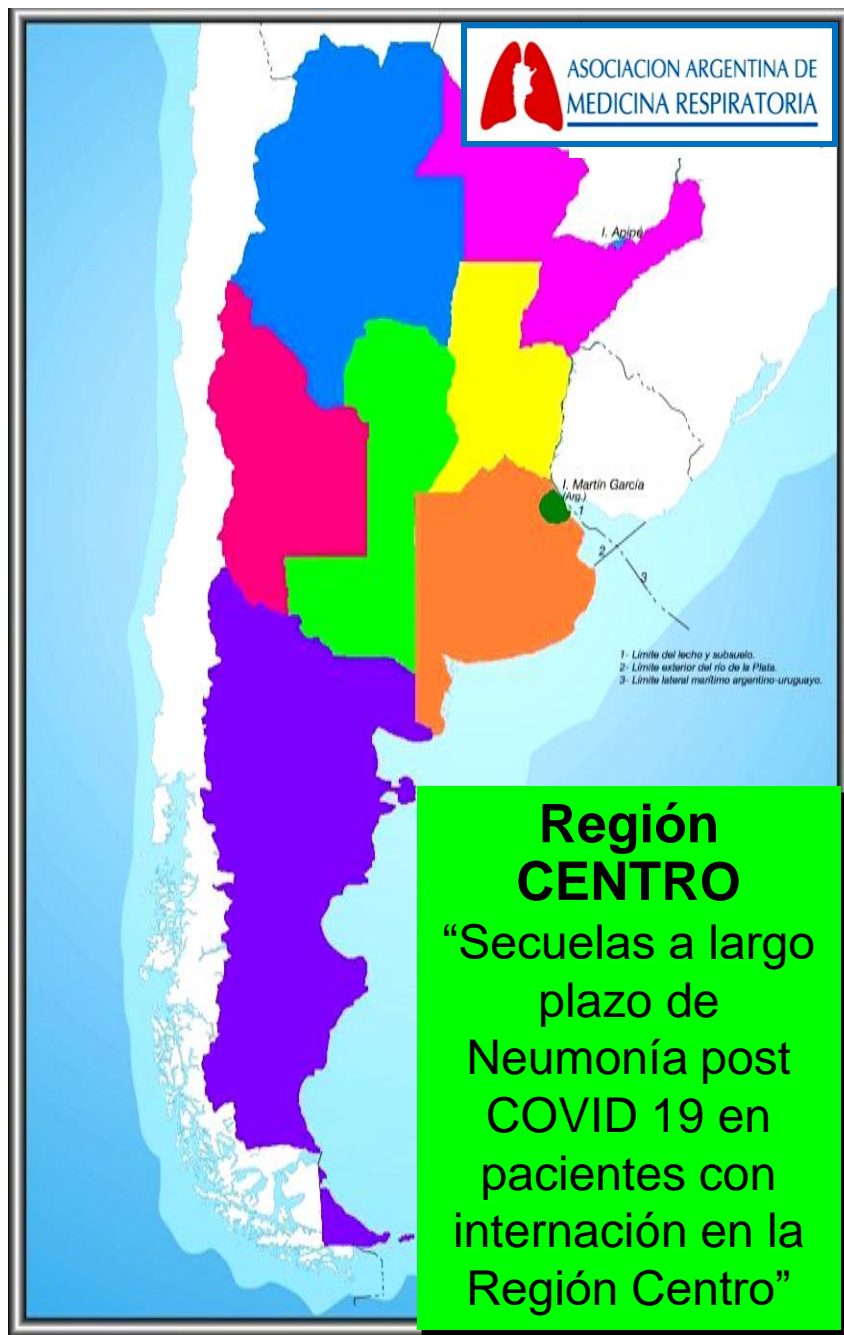 ASOCIACION ARGENTINA DE
MEDICINA RESPIRATORIA
I. Apipé
I. Martín García
(Arg.)
1
2
3
1- Límite del lecho y subsuelo.
2- Límite exterior del río de la Plata.
3- Límite lateral marítimo argentino-uruguayo.
Región
CENTRO
“Secuelas a largo
plazo de
Neumonía post
COVID 19 en
pacientes con
internación en la
Región Centro”